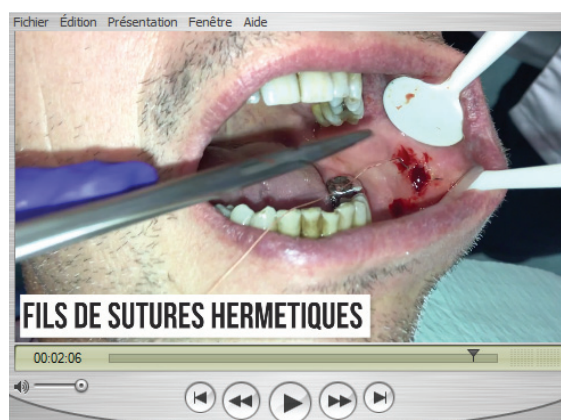 Fichier Édition Présentation Fenêtre Aide
FILS DE SUTURES HERMETIQUES
00:02:06